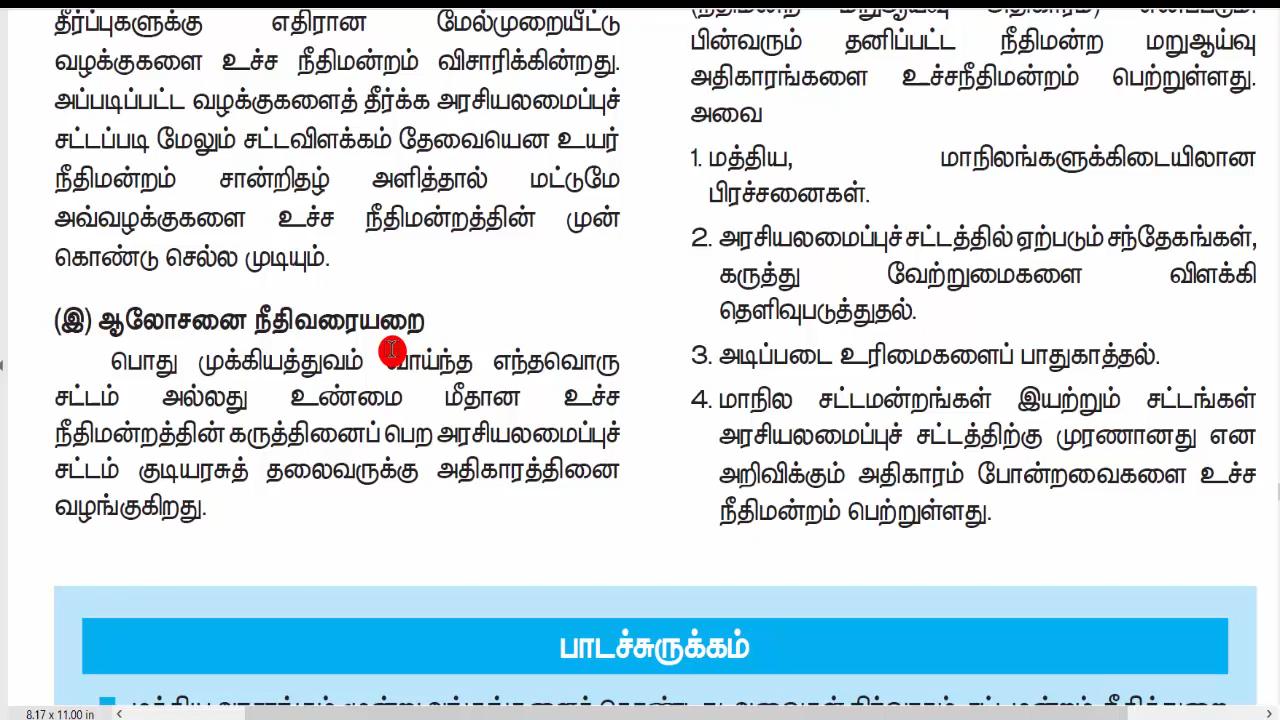 தீர்ப்புகளுக்கு எதிரான மேல்முறையீட்டு
வழக்குகளை உச்ச நீதிமன்றம் விசாரிக்கின்றது.
அப்படிப்பட்ட வழக்குகளைத் தீர்க்க அரசியலமைப்புச்
சட்டப்படி மேலும் சட்டவிளக்கம் தேவையென உயர்
நீதிமன்றம் சான்றிதழ் அளித்தால் மட்டுமே
அவ்வழக்குகளை உச்ச நீதிமன்றத்தின் முன்
கொண்டு செல்ல முடியும்.
(இ) ஆலோசனை நீதிவரையறை
பொது முக்கியத்துவம் வாய்ந்த எந்தவொரு
சட்டம் அல்லது உண்மை மீதான உச்ச
நீதிமன்றத்தின் கருத்தினைப் பெற அரசியலமைப்புச்
சட்டம் குடியரசுத் தலைவருக்கு அதிகாரத்தினை
வழங்குகிறது.
பின்வரும் தனிப்பட்ட நீதிமன்ற மறுஆய்வு
அதிகாரங்களை உச்சநீதிமன்றம் பெற்றுள்ளது.
அவை
1. மத்திய, மாநிலங்களுக்கிடையிலான
பிரச்சனைகள்.
2. அரசியலமைப்புச் சட்டத்தில் ஏற்படும் சந்தேகங்கள்,
கருத்து வேற்றுமைகளை விளக்கி
தெளிவுபடுத்துதல்.
3. அடிப்படை உரிமைகளைப் பாதுகாத்தல்.
4. மாநில சட்டமன்றங்கள் இயற்றும் சட்டங்கள்
அரசியலமைப்புச் சட்டத்திற்கு முரணானது என
அறிவிக்கும் அதிகாரம் போன்றவைகளை உச்ச
நீதிமன்றம் பெற்றுள்ளது.
பாடச்சுருக்கம்
8.17 x 11.00 in